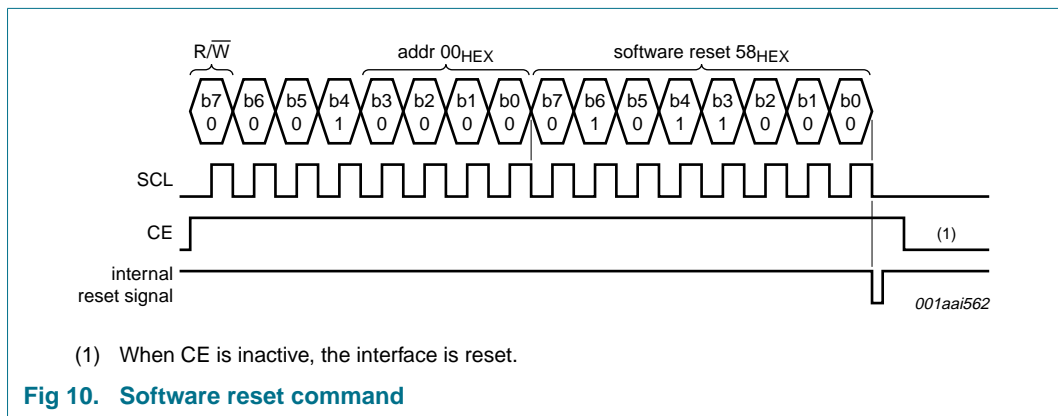 R/W addr 00HEX software reset 58HEX
b7 b6 b5 b4 b3 b2 b1 b0 b7 b6 b5 b4 b3 b2 b1 b0
0 0 0 1 0 0 0 0 0 1 0 1 1 0 0 0
SCL
CE (1)
internal
reset signal
001aai562
(1) When CE is inactive, the interface is reset.
Fig 10. Software reset command